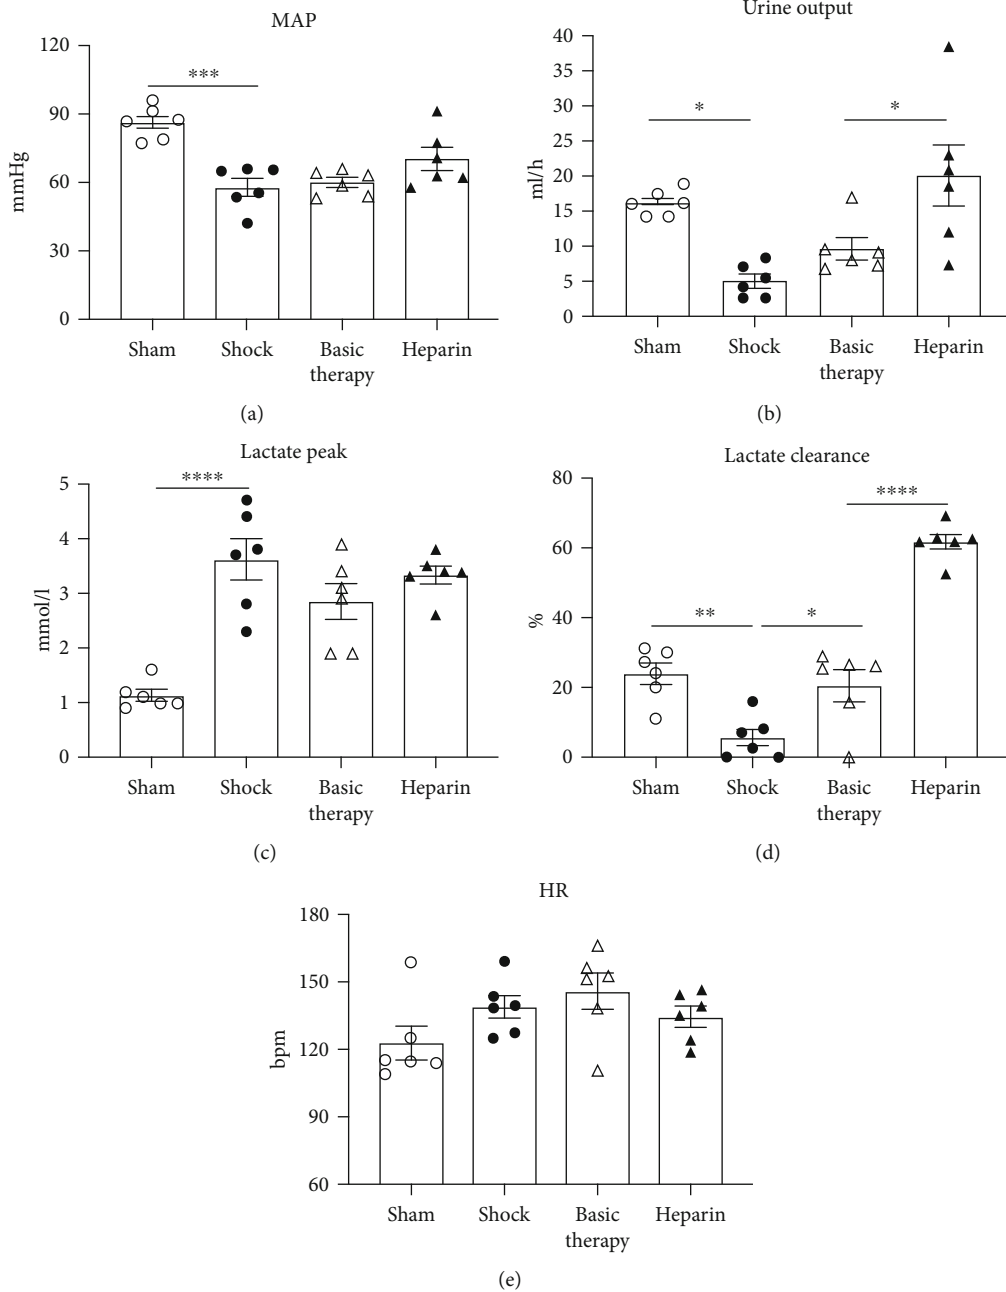 MAP
120
90
60
30
0
mmHg
***
Sham
Shock
Basic
therapy
Heparin
(a)
Urine output
40
35
30
25
20
15
10
5
0
ml/h
*
*
Sham
Shock
Basic
therapy
Heparin
(b)
Lactate peak
5
4
3
2
1
0
mmol/l
****
Sham
Shock
Basic
therapy
Heparin
(c)
Lactate clearance
80
60
40
20
0
%
**
*
****
Sham
Shock
Basic
therapy
Heparin
(d)
HR
180
150
120
90
60
bpm
Sham
Shock
Basic
therapy
Heparin
(e)